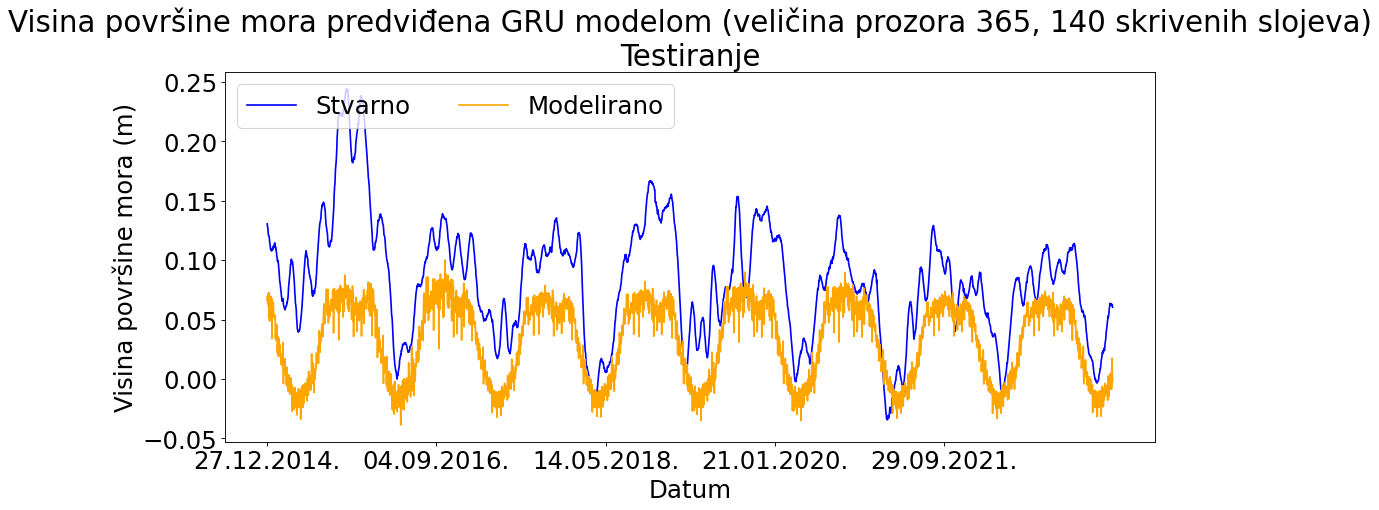 Visina površine mora predviđena GRU modelom (veličina prozora 365, 140 skrivenih slojeva)
Testiranje
Stvarno
Modelirano
Visina površine mora (m)
0.25
0.20
0.15
0.10
0.05
0.00
−0.05
27.12.2014.
04.09.2016.
14.05.2018.
21.01.2020.
29.09.2021.
Datum